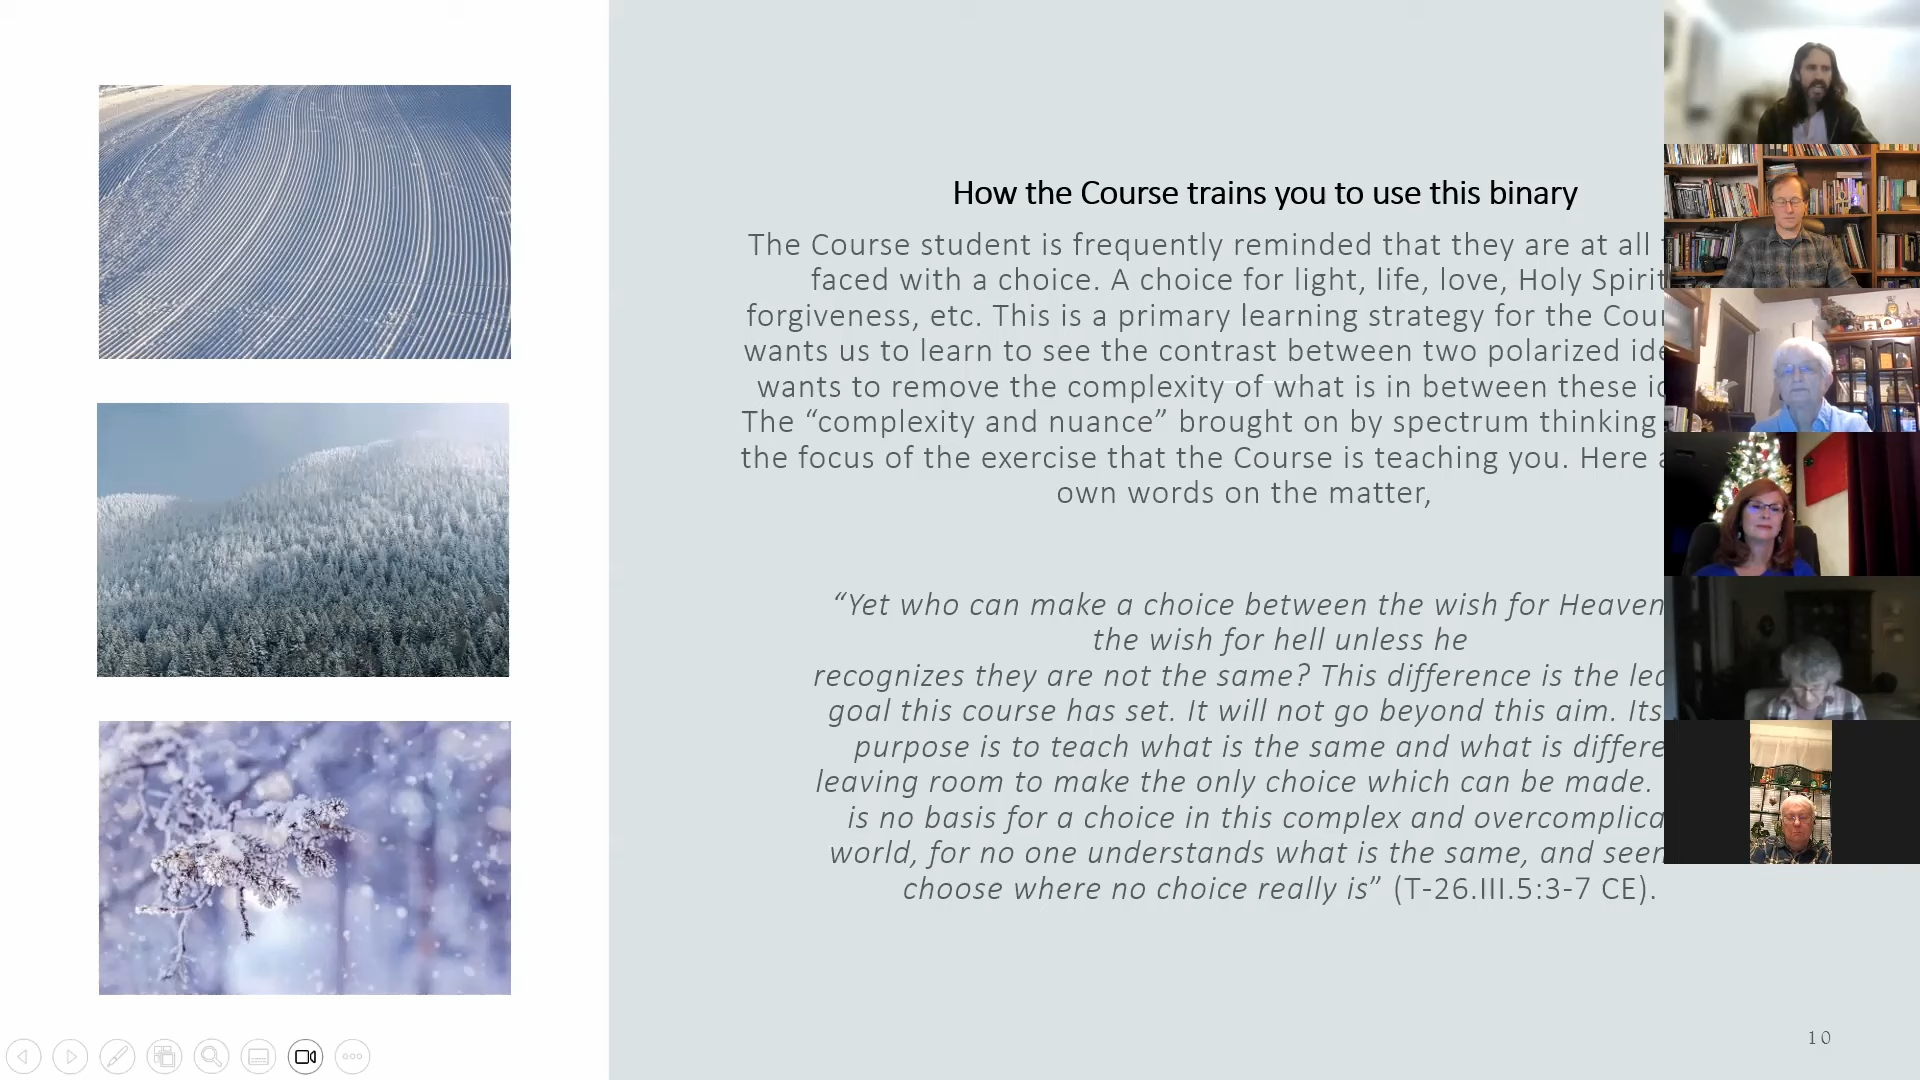 How the Course trains you to use this binary
The Course student is frequently reminded that they are at all
faced with a choice. A choice for light, life, love, Holy Spirit
forgiveness, etc. This is a primary learning strategy for the
wants us to learn to see the contrast between two polarized
wants to remove the complexity of what is in between these
The “complexity and nuance” brought on by spectrum thinking
the focus of the exercise that the Course is teaching you. Here
own words on the matter,
“Yet who can make a choice between the wish for Heaven
the wish for hell unless he
recognizes they are not the same? This difference is the
goal this course has set. It will not go beyond this aim. Its
purpose is to teach what is the same and what is
leaving room to make the only choice which can be made.
is no basis for a choice in this complex and
world, for no one understands what is the same, and
choose where no choice really is” (T-26.III.5:3-7 CE).
10